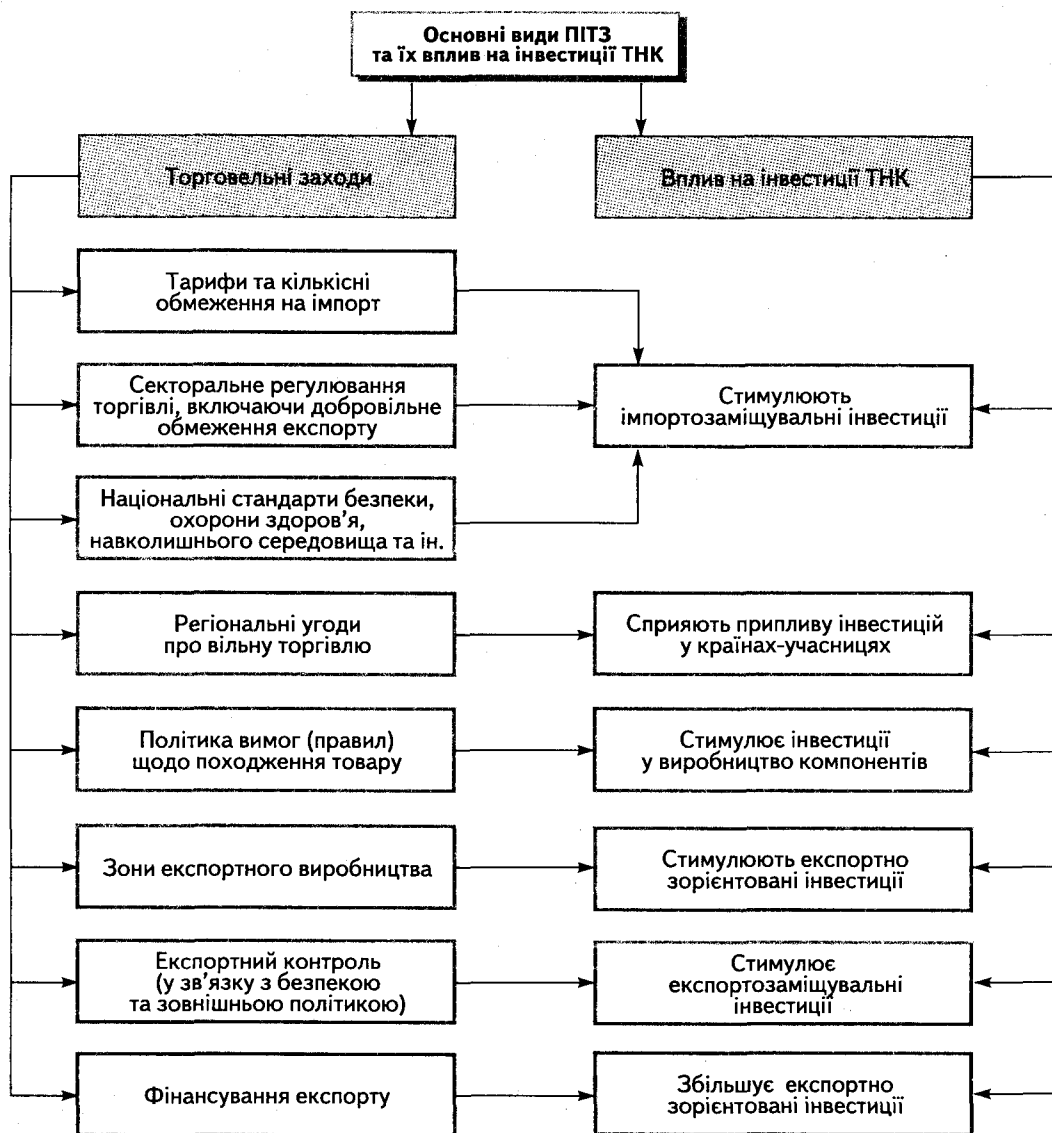 Основні види ПІТЗ
та їх вплив на інвестиції ТНК
Торговельні заходи
Вплив на інвестиції ТНК
Тарифи та кількісні
обмеження на імпорт
Секторальне регулювання
торгівлі, включаючи добровільне
обмеження експорту
Стимулюють
імпортозаміщувальні інвестиції
Національні стандарти безпеки,
охорони здоров’я,
навколишнього середовища та ін.
Регіональні угоди
про вільну торгівлю
Сприяють припливу інвестицій
у країнах-учасницях
Політика вимог (правил)
щодо походження товару
Стимулює інвестиції
у виробництво компонентів
Зони експортного виробництва
Стимулюють експортно
зорієнтовані інвестиції
Експортний контроль
(у зв’язку з безпекою
та зовнішньою політикою)
Стимулює
експортозаміщувальні
інвестиції
Фінансування експорту
Збільшує експортно
зорієнтовані інвестиції